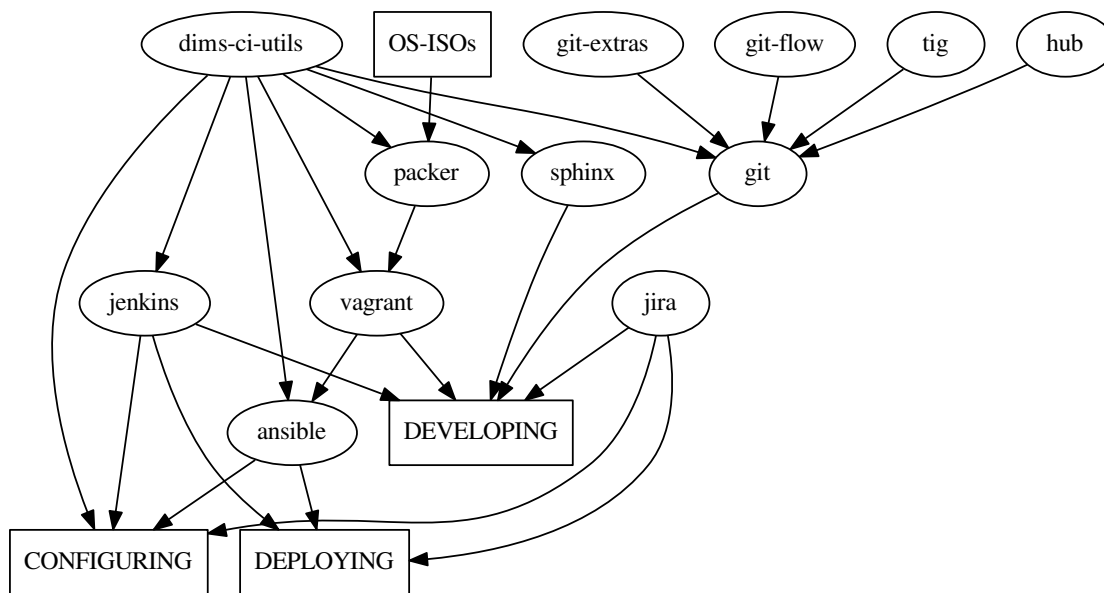 dims-ci-utils
OS-ISOs
git-extras
git-flow
tig
hub
packer
sphinx
git
jenkins
vagrant
jira
ansible
DEVELOPING
CONFIGURING
DEPLOYING